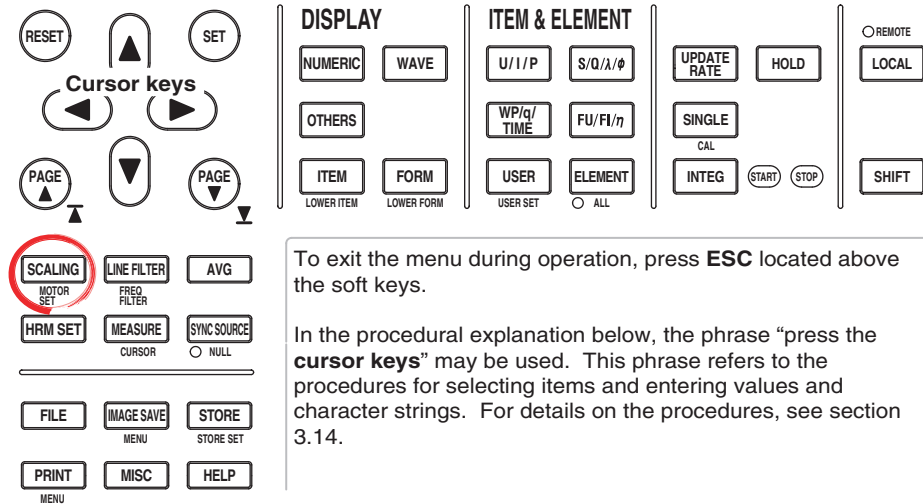 RESET
SET
Cursor keys
PAGE
PAGE
DISPLAY
NUMERIC
WAVE
OTHERS
ITEM
FORM
LOWER ITEM
LOWER FORM
ITEM & ELEMENT
U/I/P
S/Q/λ/ϕ
WP/q/
TIME
FU/FI/η
USER
ELEMENT
USER SET
ALL
UPDATE
RATE
HOLD
SINGLE
CAL
INTEG
START
STOP
REMOTE
LOCAL
SHIFT
SCALING
LINE FILTER
AVG
MOTOR
SET
FREQ
FILTER
HRM SET
MEASURE
SYNC SOURCE
CURSOR
NULL
FILE
IMAGE SAVE
STORE
MENU
STORE SET
PRINT
MISC
HELP
MENU
To exit the menu during operation, press ESC located above
the soft keys.
In the procedural explanation below, the phrase “press the
cursor keys” may be used. This phrase refers to the
procedures for selecting items and entering values and
character strings. For details on the procedures, see section
3.14.